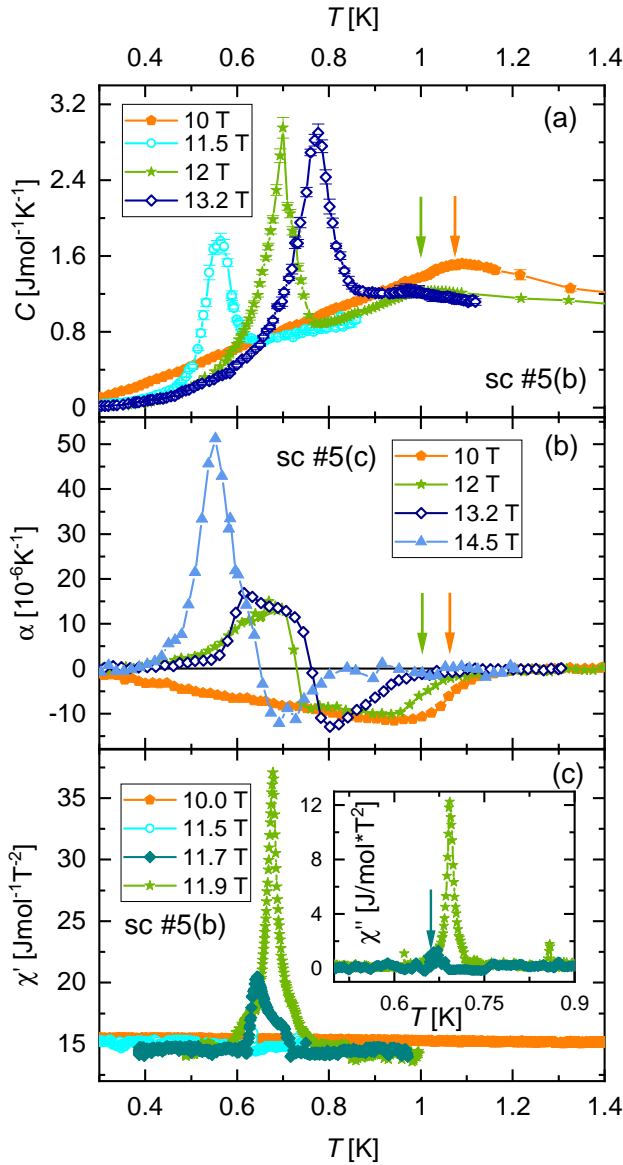 T [K]
0.4 0.6 0.8 1 1.2 1.4
(a)
10 T
11.5 T
12 T
13.2 T
3.2
2.4
1.6
0.8
0
C [Jmol⁻¹K⁻¹]
sc #5(b)
(b)
sc #5(c)
10 T
12 T
13.2 T
14.5 T
50
40
30
20
10
0
-10
α [10⁻⁶K⁻¹]
(c)
10.0 T
11.5 T
11.7 T
11.9 T
sc #5(b)
35
30
25
20
15
χ' [Jmol⁻¹T⁻²]
12
8
4
0
χ'' [J/mol*T²]
0.6 0.75 0.9
T [K]
0.4 0.6 0.8 1 1.2 1.4
T [K]